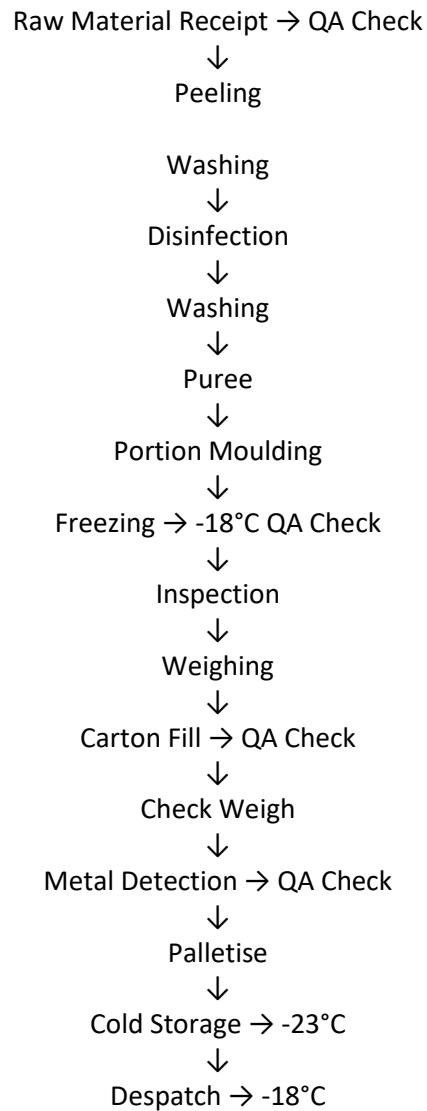 Raw Material Receipt → QA Check
↓
Peeling
Washing
↓
Disinfection
↓
Washing
↓
Puree
↓
Portion Moulding
↓
Freezing → -18°C QA Check
↓
Inspection
↓
Weighing
↓
Carton Fill → QA Check
↓
Check Weigh
↓
Metal Detection → QA Check
↓
Palletise
↓
Cold Storage → -23°C
↓
Despatch → -18°C